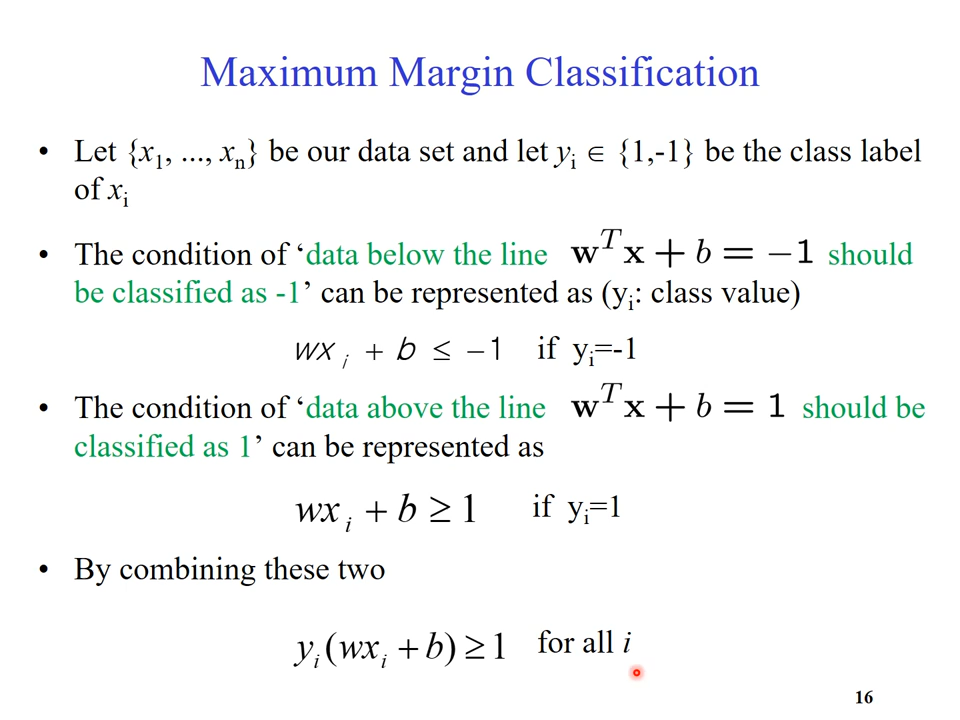 Maximum Margin Classification
• Let {x₁, ..., xₙ} be our data set and let yᵢ ∈ {1,-1} be the class label
of xᵢ
• The condition of ‘data below the line wᵀx + b = −1 should
be classified as -1’ can be represented as (yᵢ: class value)
wx ᵢ + b ≤ −1 if yᵢ=-1
• The condition of ‘data above the line wᵀx + b = 1 should be
classified as 1’ can be represented as
wx ᵢ + b ≥ 1 if yᵢ=1
• By combining these two
yᵢ(wxᵢ + b) ≥ 1 for all i
16